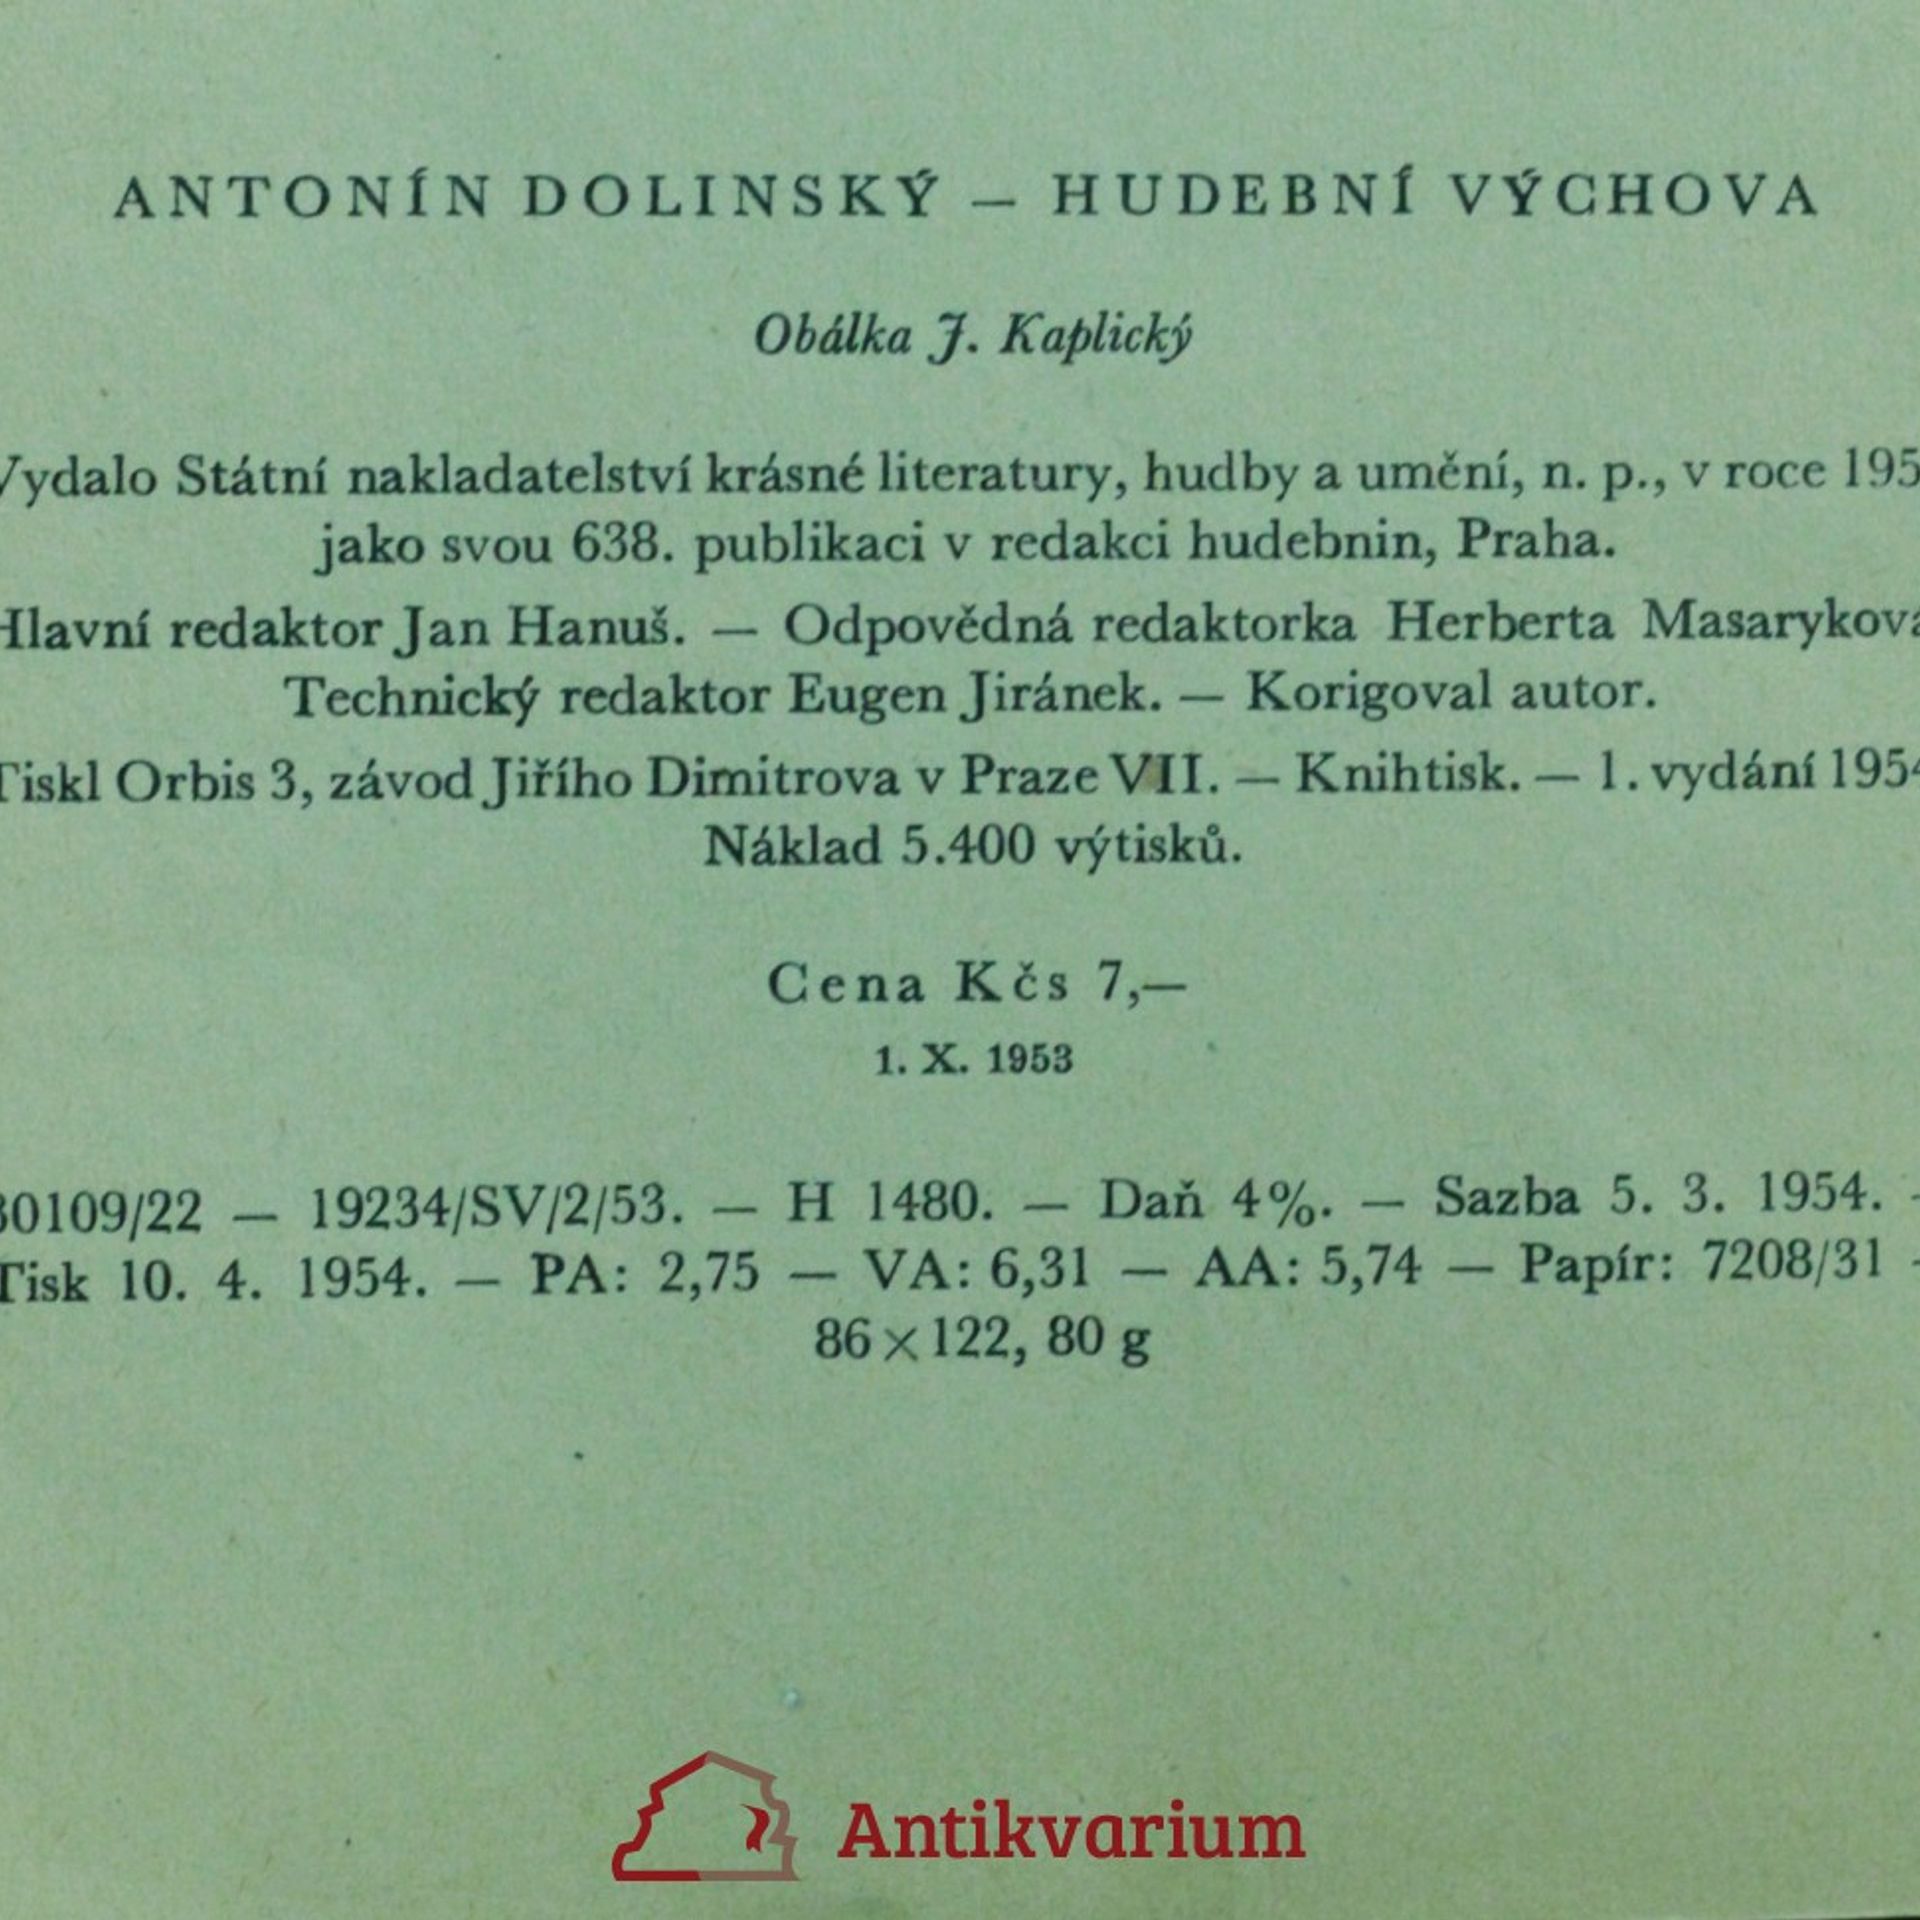 ANTONÍN DOLINSKÝ — HUDEBNÍ VÝCHOVA
Obálka J. Kaplický
Vydalo Státní nakladatelství krásné literatury, hudby a umění, n. p., v roce 195
jako svou 638. publikaci v redakci hudebnin, Praha.
Hlavní redaktor Jan Hanuš. — Odpovědná redaktorka Herberta Masaryková
Technický redaktor Eugen Jiránek. — Korigoval autor.
Tiskl Orbis 3, závod Jiřího Dimitrova v Praze VII. — Knihtisk. — 1. vydání 1954
Náklad 5.400 výtisků.
Cena Kčs 7,—
1. X. 1953
30109/22 — 19234/SV/2/53. — H 1480. — Daň 4%. — Sazba 5. 3. 1954. —
Tisk 10. 4. 1954. — PA: 2,75 — VA: 6,31 — AA: 5,74 — Papír: 7208/31 —
86×122, 80 g
Antikvarium